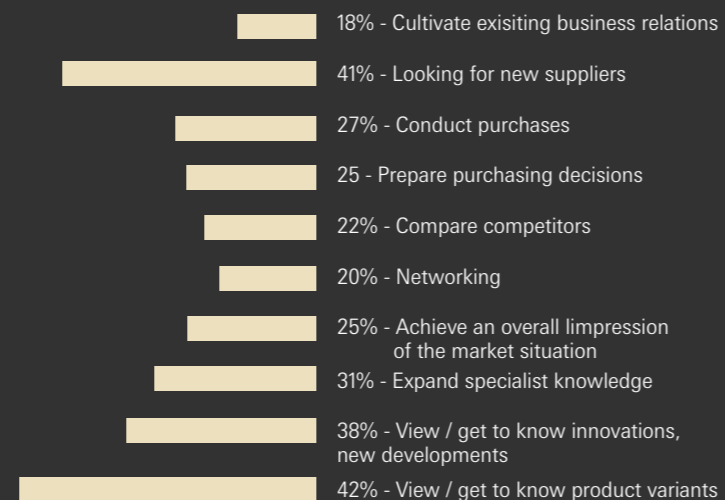 18% - Cultivate exisiting business relations
41% - Looking for new suppliers
27% - Conduct purchases
25 - Prepare purchasing decisions
22% - Compare competitors
20% - Networking
25% - Achieve an overall limpression
of the market situation
31% - Expand specialist knowledge
38% - View / get to know innovations,
new developments
42% - View / get to know product variants